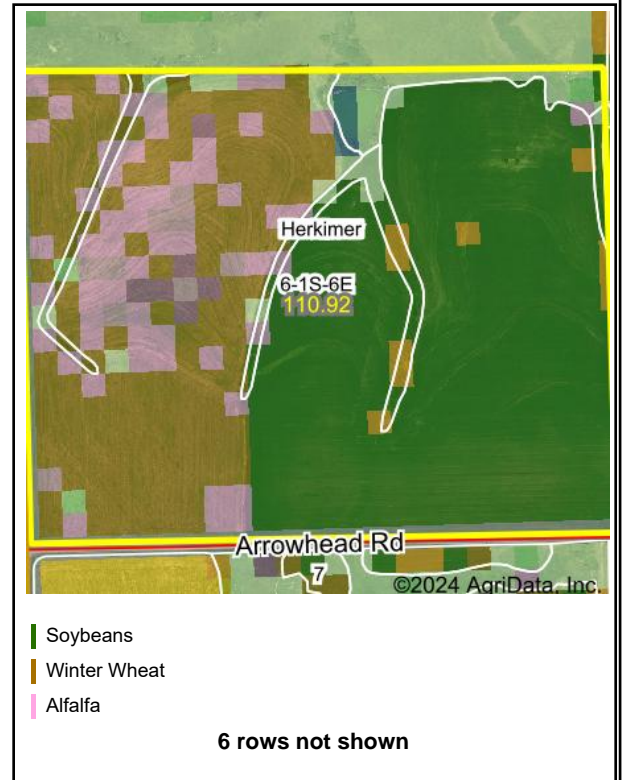 Herkimer
6-1S-6E
110.92
Arrowhead Rd
7
©2024 AgriData, Inc.
Soybeans
Winter Wheat
Alfalfa
6 rows not shown